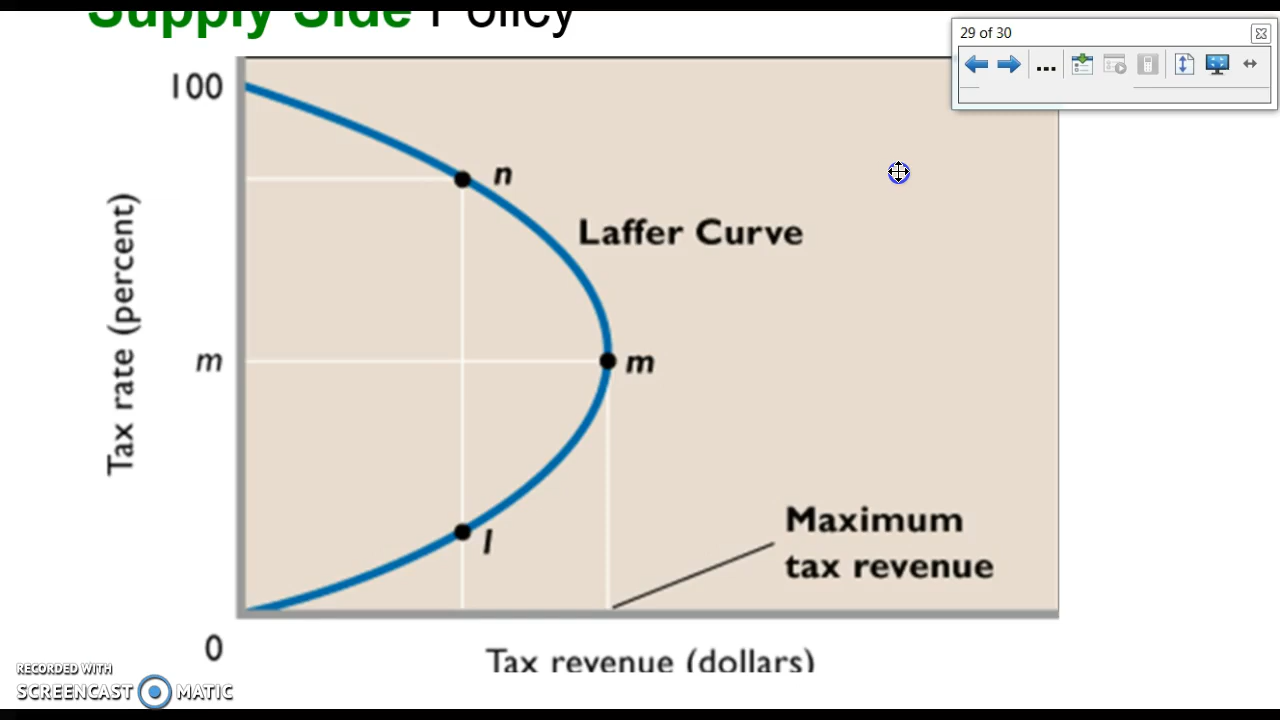 Supply Side Policy
29 of 30
100
n
Laffer Curve
Tax rate (percent)
m
m
l
Maximum
tax revenue
0
Tax revenue (dollars)
RECORDED WITH
SCREENCAST MATIC